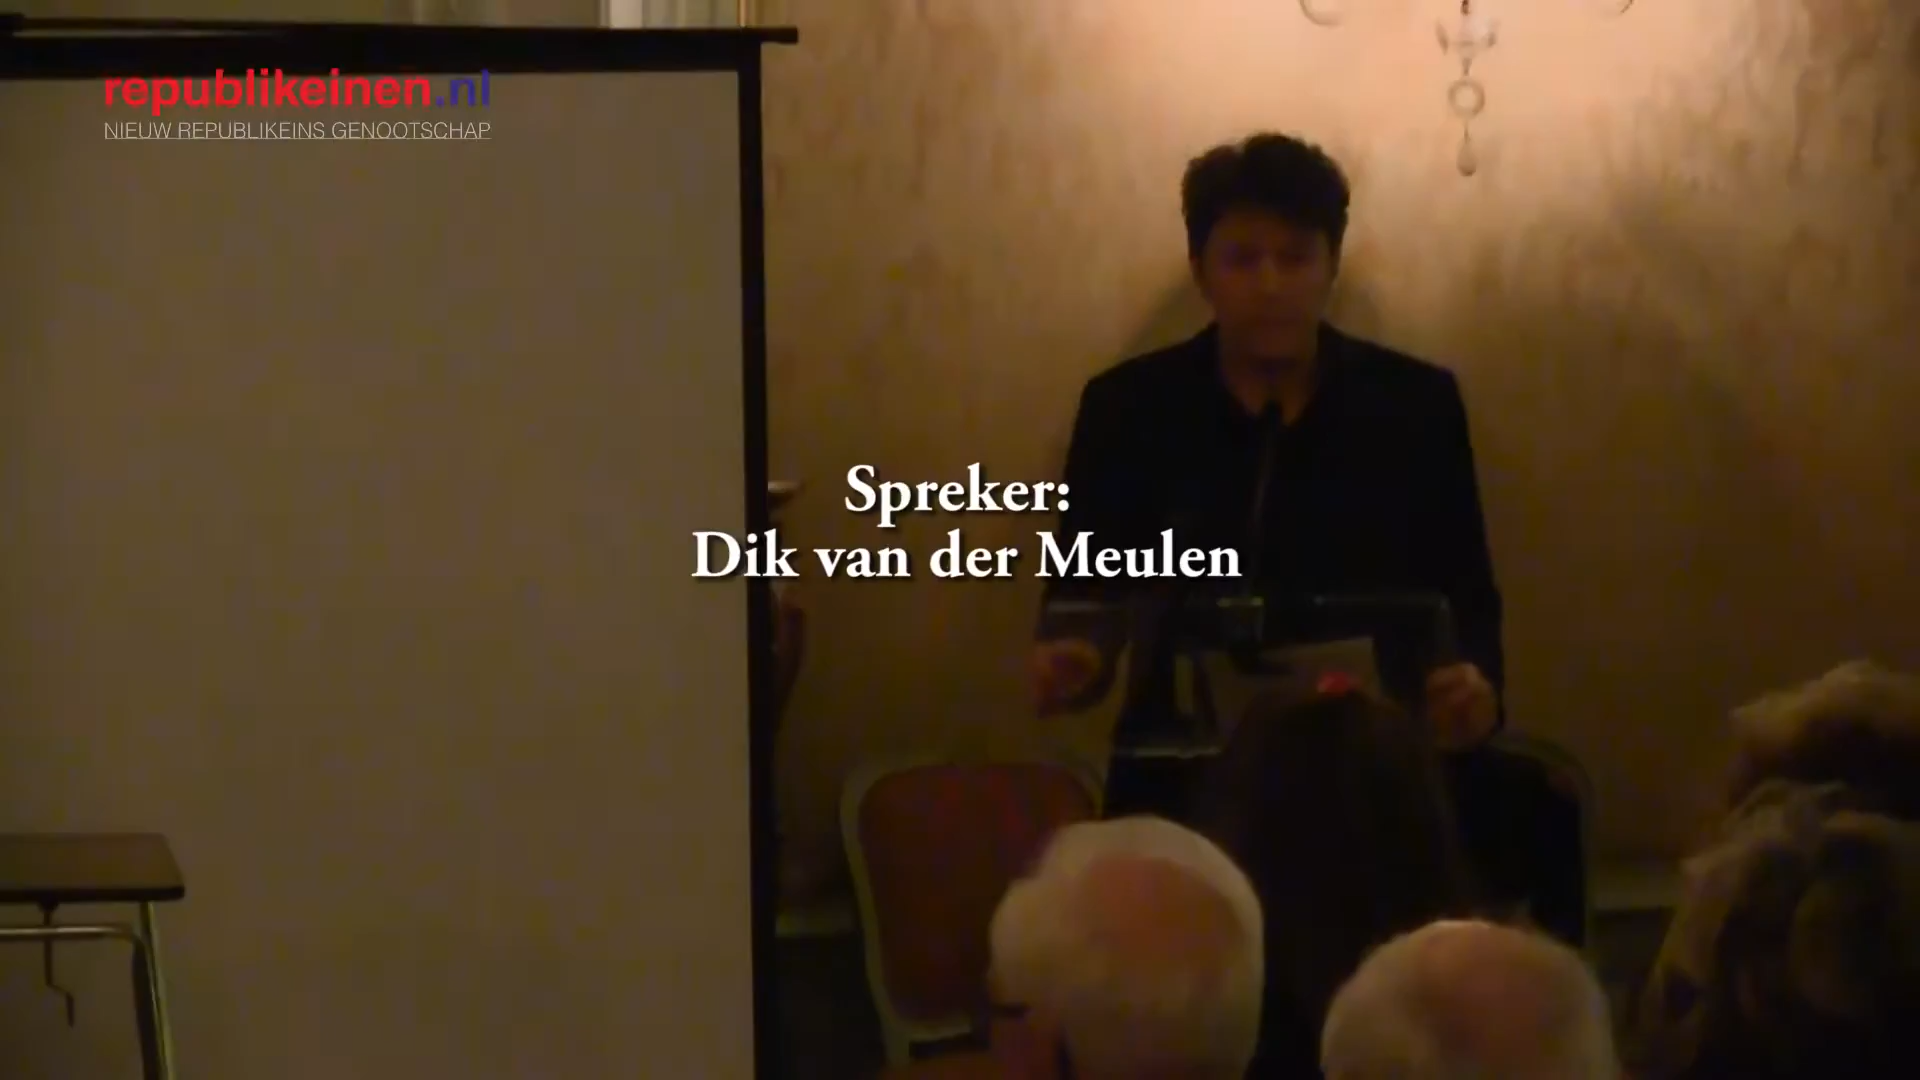 republikeinen.nl
NIEUW REPUBLIKEINS GENOOTSCHAP
Spreker:
Dik van der Meulen